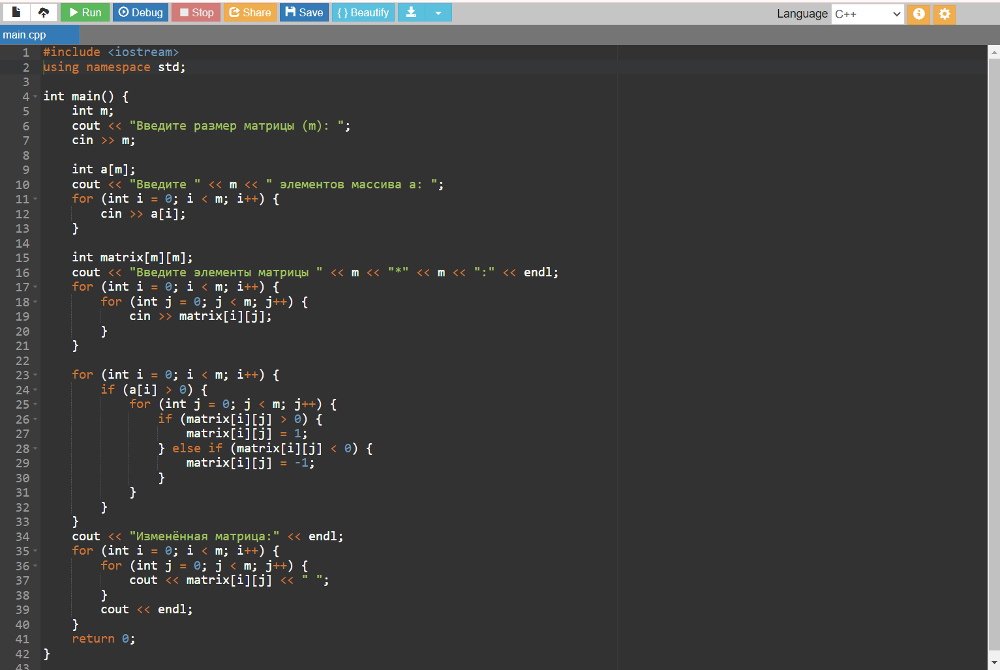 Run Debug Stop Share Save { } Beautify Language C++
main.cpp
1 #include <iostream>
2 using namespace std;
3
4 int main() {
5     int m;
6     cout << "Введите размер матрицы (m): ";
7     cin >> m;
8
9     int a[m];
10     cout << "Введите " << m << " элементов массива a: ";
11     for (int i = 0; i < m; i++) {
12         cin >> a[i];
13     }
14
15     int matrix[m][m];
16     cout << "Введите элементы матрицы " << m << "*" << m << ":" << endl;
17     for (int i = 0; i < m; i++) {
18         for (int j = 0; j < m; j++) {
19             cin >> matrix[i][j];
20         }
21     }
22
23     for (int i = 0; i < m; i++) {
24         if (a[i] > 0) {
25             for (int j = 0; j < m; j++) {
26                 if (matrix[i][j] > 0) {
27                     matrix[i][j] = 1;
28                 } else if (matrix[i][j] < 0) {
29                     matrix[i][j] = -1;
30                 }
31             }
32         }
33     }
34     cout << "Изменённая матрица:" << endl;
35     for (int i = 0; i < m; i++) {
36         for (int j = 0; j < m; j++) {
37             cout << matrix[i][j] << " ";
38         }
39         cout << endl;
40     }
41     return 0;
42 }
43